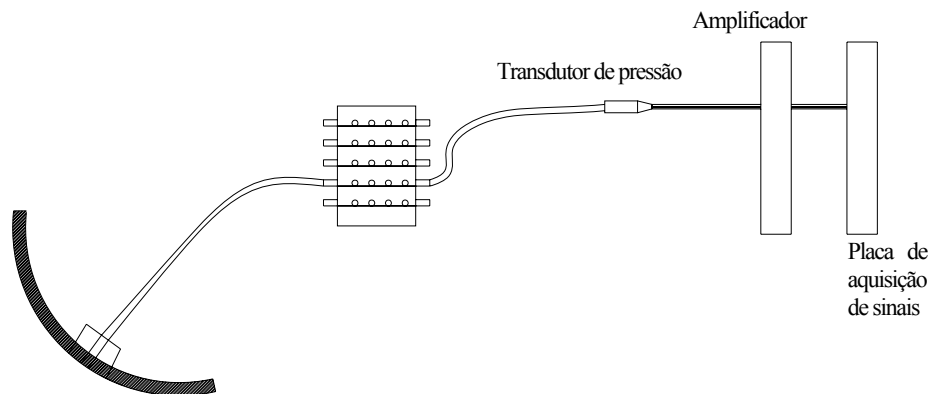 Amplificador
Transdutor de pressão
Placa de
aquisição
de sinais